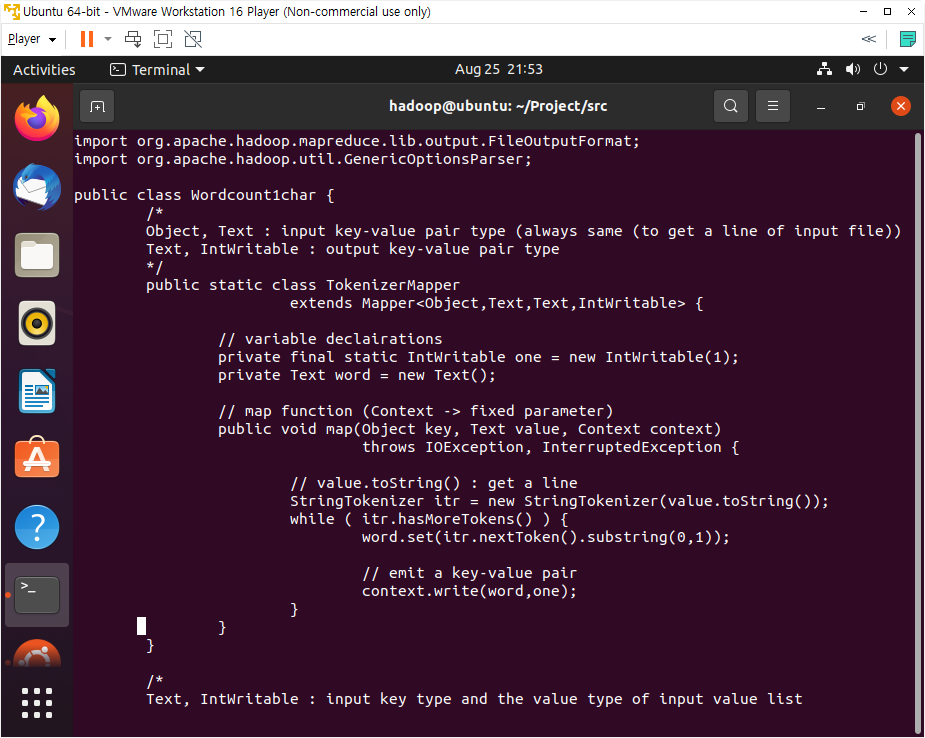 Ubuntu 64-bit - VMware Workstation 16 Player (Non-commercial use only)
Player
Activities
Terminal
Aug 25 21:53
hadoop@ubuntu: ~/Project/src
import org.apache.hadoop.mapreduce.lib.output.FileOutputFormat;
import org.apache.hadoop.util.GenericOptionsParser;
public class Wordcount1char {
/*
Object, Text : input key-value pair type (always same (to get a line of input file))
Text, IntWritable : output key-value pair type
*/
public static class TokenizerMapper
extends Mapper<Object,Text,Text,IntWritable> {
// variable declairations
private final static IntWritable one = new IntWritable(1);
private Text word = new Text();
// map function (Context -> fixed parameter)
public void map(Object key, Text value, Context context)
throws IOException, InterruptedException {
// value.toString() : get a line
StringTokenizer itr = new StringTokenizer(value.toString());
while ( itr.hasMoreTokens() ) {
word.set(itr.nextToken().substring(0,1));
// emit a key-value pair
context.write(word,one);
}
}
}
/*
Text, IntWritable : input key type and the value type of input value list